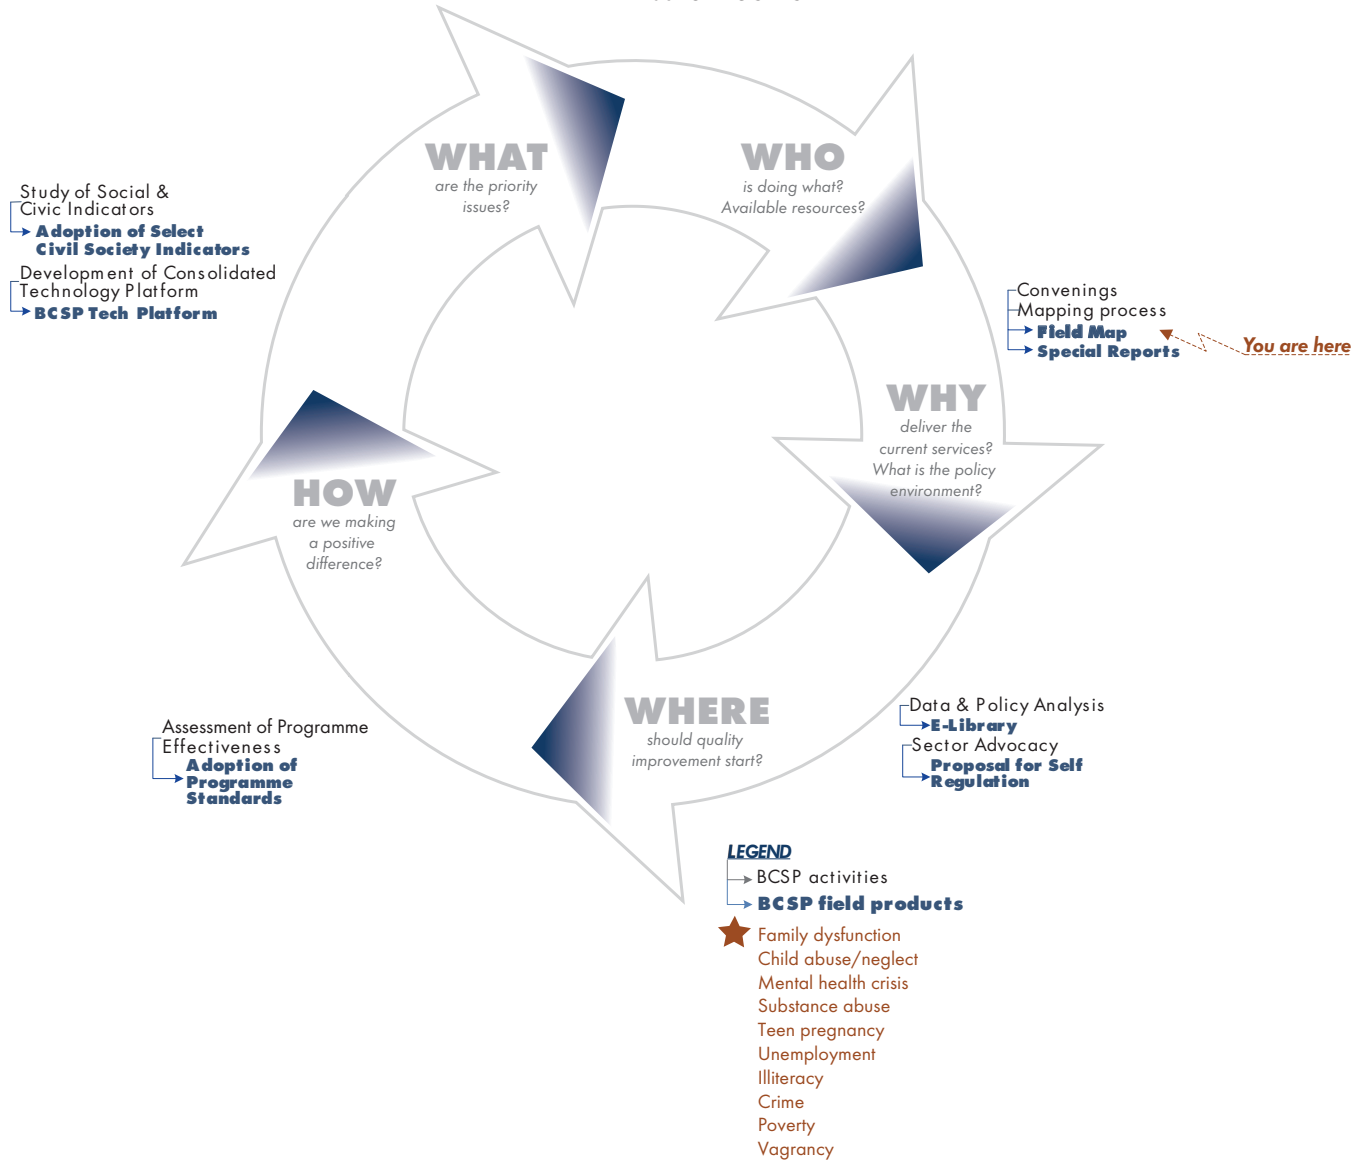 WHAT
are the priority
issues?
WHO
is doing what?
Available resources?
Study of Social &
Civic Indicators
Adoption of Select
Civil Society Indicators
Development of Consolidated
Technology Platform
BCSP Tech Platform
Convenings
Mapping process
Field Map
Special Reports
You are here
WHY
deliver the
current services?
What is the policy
environment?
HOW
are we making
a positive
difference?
WHERE
should quality
improvement start?
Data & Policy Analysis
E-Library
Sector Advocacy
Proposal for Self
Regulation
Assessment of Programme
Effectiveness
Adoption of
Programme
Standards
LEGEND
BCSP activities
BCSP field products
Family dysfunction
Child abuse/neglect
Mental health crisis
Substance abuse
Teen pregnancy
Unemployment
Illiteracy
Crime
Poverty
Vagrancy